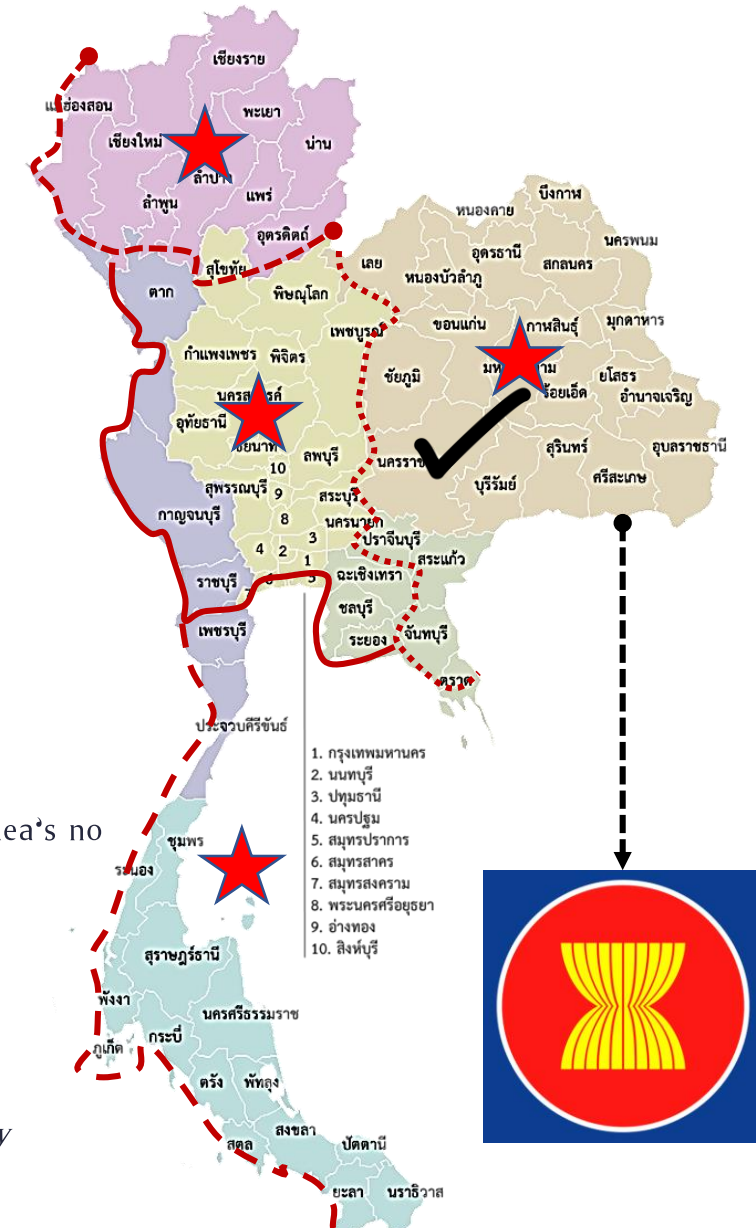 เชียงราย
แม่ฮ่องสอน
พะเยา
เชียงใหม่
น่าน
ลำปาง
แพร่
ลำพูน
อุตรดิตถ์
บึงกาฬ
หนองคาย
นครพนม
อุดรธานี
สกลนคร
เลย
หนองบัวลำภู
สุโขทัย
ตาก
พิษณุโลก
เพชบูรณ์
ขอนแก่น
กาฬสินธุ์
มุกดาหาร
กำแพงเพชร
พิจิตร
ชัยภูมิ
ยโสธร
ร้อยเอ็ด
อำนาจเจริญ
อุทัยธานี
ลพบุรี
นครราช
สุรินทร์
อุบลราชธานี
บุรีรัมย์
ศรีสะเกษ
10
9
สุพรรณบุรี
สระบุรี
กาญจนบุรี
8
นครนายก
3
ปราจีนบุรี
สระแก้ว
4 2
1
ฉะเชิงเทรา
ราชบุรี
ชลบุรี
เพชรบุรี
ระยอง
จันทบุรี
ตราด
ประจวบคีรีขันธ์
1. กรุงเทพมหานคร
2. นนทบุรี
3. ปทุมธานี
4. นครปฐม
5. สมุทรปราการ
6. สมุทรสาคร
7. สมุทรสงคราม
8. พระนครศรีอยุธยา
9. อ่างทอง
10. สิงห์บุรี
ea‘s no
ชุมพร
ระนอง
สุราษฎร์ธานี
พังงา
นครศรีธรรมราช
กระบี่
ภูเก็ต
ตรัง
พัทลุง
y
สงขลา
สตูล
ปัตตานี
ยะลา
นราธิวาส